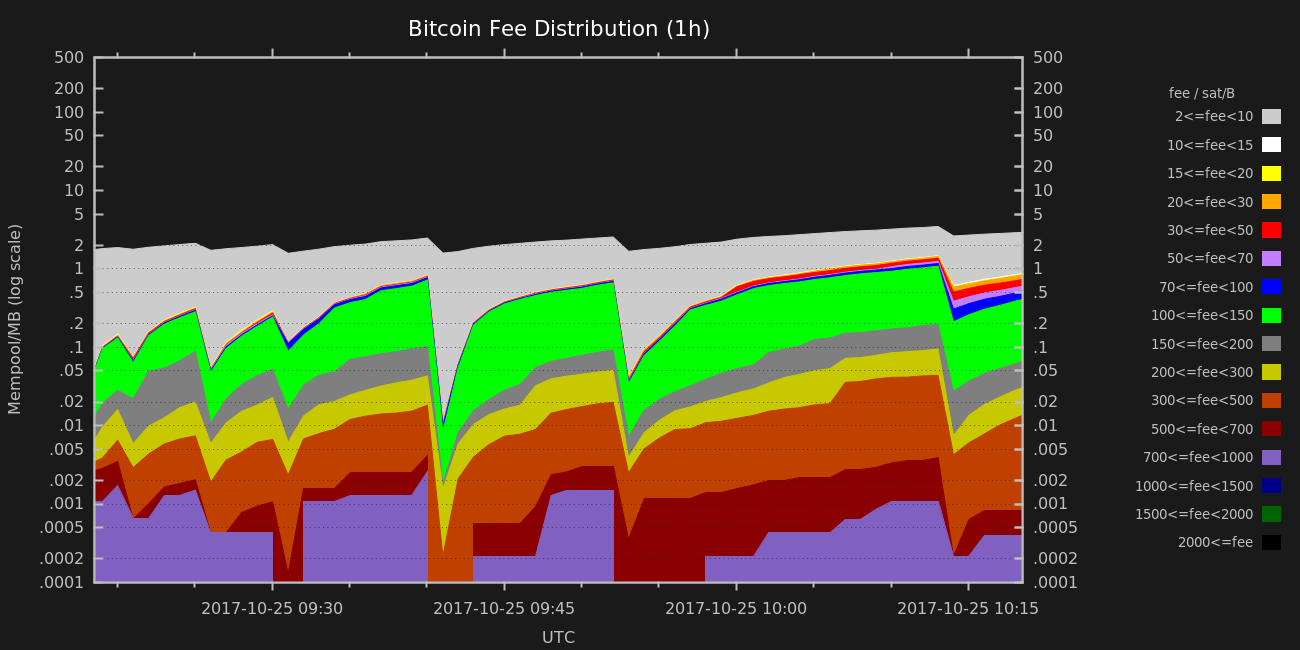 Bitcoin Fee Distribution (1h)
Mempool/MB (log scale)
500
200
100
50
20
10
5
2
1
.5
.2
.1
.05
.02
.01
.005
.002
.001
.0005
.0002
.0001
500
200
100
50
20
10
5
2
1
.5
.2
.1
.05
.02
.01
.005
.002
.001
.0005
.0002
.0001
2017-10-25 09:30
2017-10-25 09:45
2017-10-25 10:00
2017-10-25 10:15
UTC
fee / sat/B
2<=fee<10
10<=fee<15
15<=fee<20
20<=fee<30
30<=fee<50
50<=fee<70
70<=fee<100
100<=fee<150
150<=fee<200
200<=fee<300
300<=fee<500
500<=fee<700
700<=fee<1000
1000<=fee<1500
1500<=fee<2000
2000<=fee